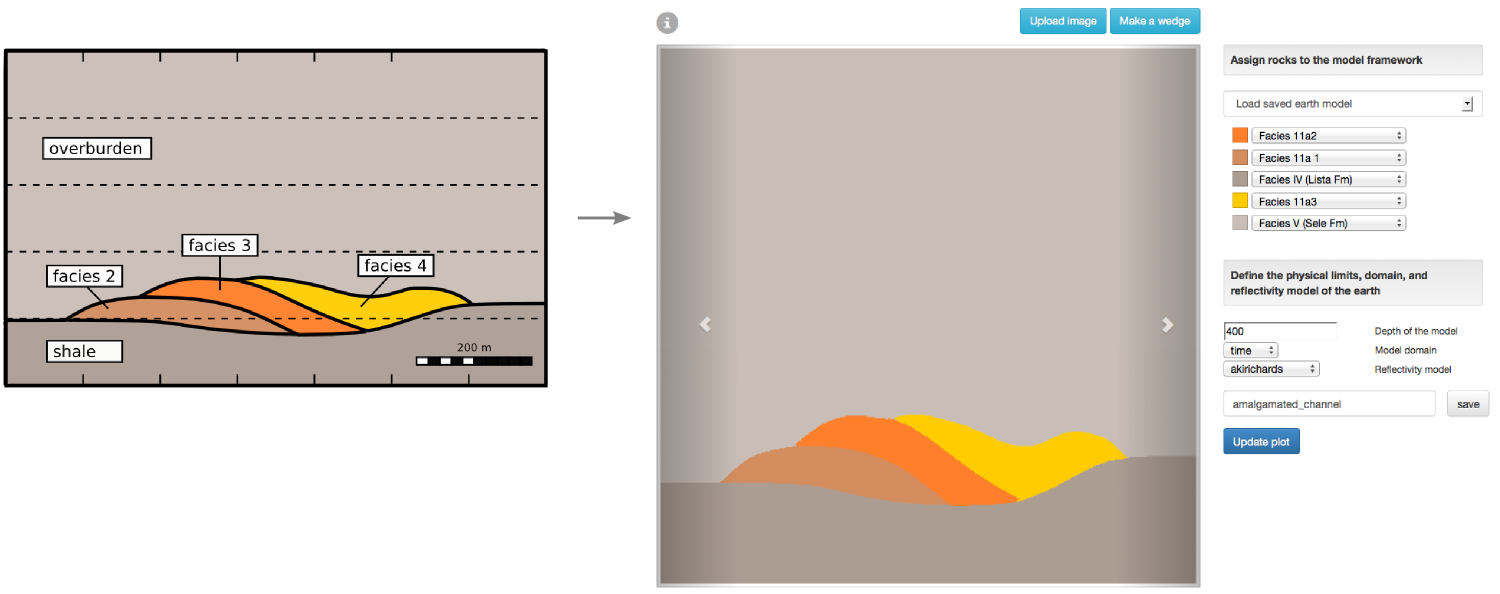 overburden
facies 3
facies 4
facies 2
shale
200 m
i
Upload image
Make a wedge
Assign rocks to the model framework
Load saved earth model
Facies 11a2
Facies 11a 1
Facies IV (Lista Fm)
Facies 11a3
Facies V (Sele Fm)
Define the physical limits, domain, and
reflectivity model of the earth
400 Depth of the model
time Model domain
akirichards Reflectivity model
amalgamated_channel save
Update plot